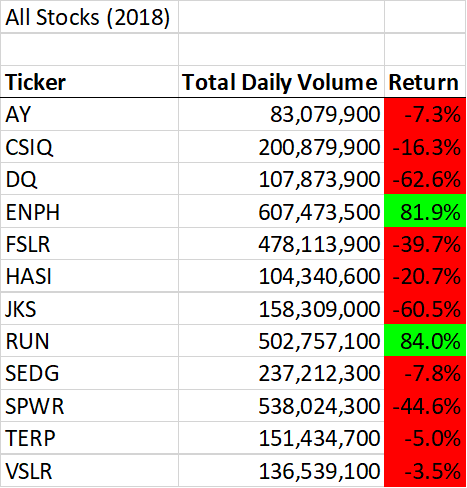 All Stocks (2018)
Ticker Total Daily Volume Return
AY 83,079,900 -7.3%
CSIQ 200,879,900 -16.3%
DQ 107,873,900 -62.6%
ENPH 607,473,500 81.9%
FSLR 478,113,900 -39.7%
HASI 104,340,600 -20.7%
JKS 158,309,000 -60.5%
RUN 502,757,100 84.0%
SEDG 237,212,300 -7.8%
SPWR 538,024,300 -44.6%
TERP 151,434,700 -5.0%
VSLR 136,539,100 -3.5%